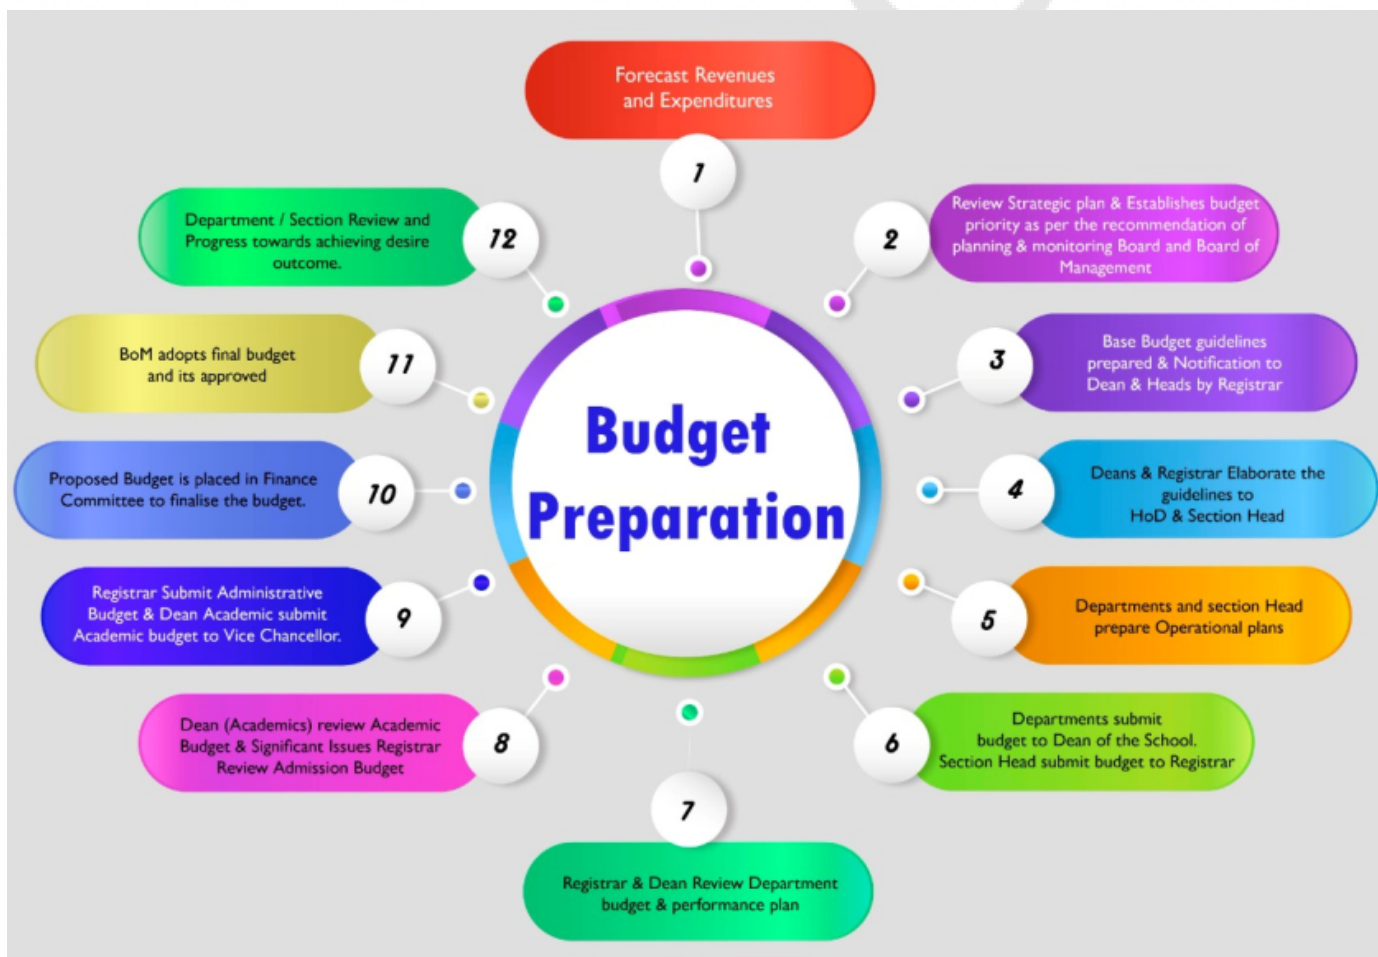 Forecast Revenues
and Expenditures
1
Review Strategic plan & Establishes budget
priority as per the recommendation of
planning & monitoring Board and Board of
Management
2
Base Budget guidelines
prepared & Notification to
Dean & Heads by Registrar
3
Deans & Registrar Elaborate the
guidelines to
HoD & Section Head
4
Departments and section Head
prepare Operational plans
5
Departments submit
budget to Dean of the School.
Section Head submit budget to Registrar
6
7
Registrar & Dean Review Department
budget & performance plan
Dean (Academics) review Academic
Budget & Significant Issues Registrar
Review Admission Budget
8
Registrar Submit Administrative
Budget & Dean Academic submit
Academic budget to Vice Chancellor.
9
Proposed Budget is placed in Finance
Committee to finalise the budget.
10
BoM adopts final budget
and its approved
11
Department / Section Review and
Progress towards achieving desire
outcome.
12
Budget
Preparation